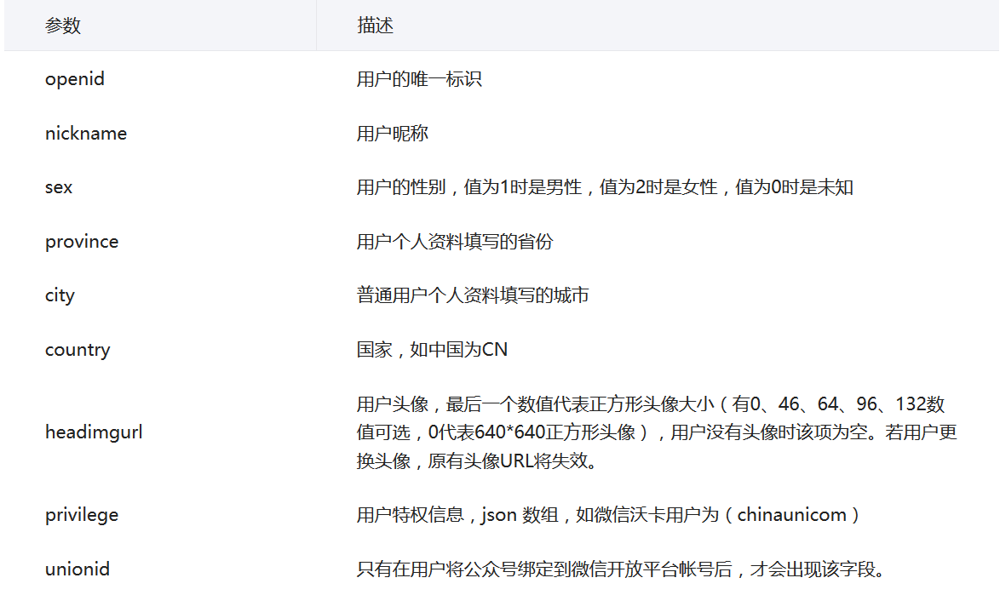 参数 描述
openid 用户的唯一标识
nickname 用户昵称
sex 用户的性别，值为1时是男性，值为2时是女性，值为0时是未知
province 用户个人资料填写的省份
city 普通用户个人资料填写的城市
country 国家，如中国为CN
headimgurl 用户头像，最后一个数值代表正方形头像大小（有0、46、64、96、132数
值可选，0代表640*640正方形头像），用户没有头像时该项为空。若用户更
换头像，原有头像URL将失效。
privilege 用户特权信息，json 数组，如微信沃卡用户为（chinaunicom）
unionid 只有在用户将公众号绑定到微信开放平台帐号后，才会出现该字段。